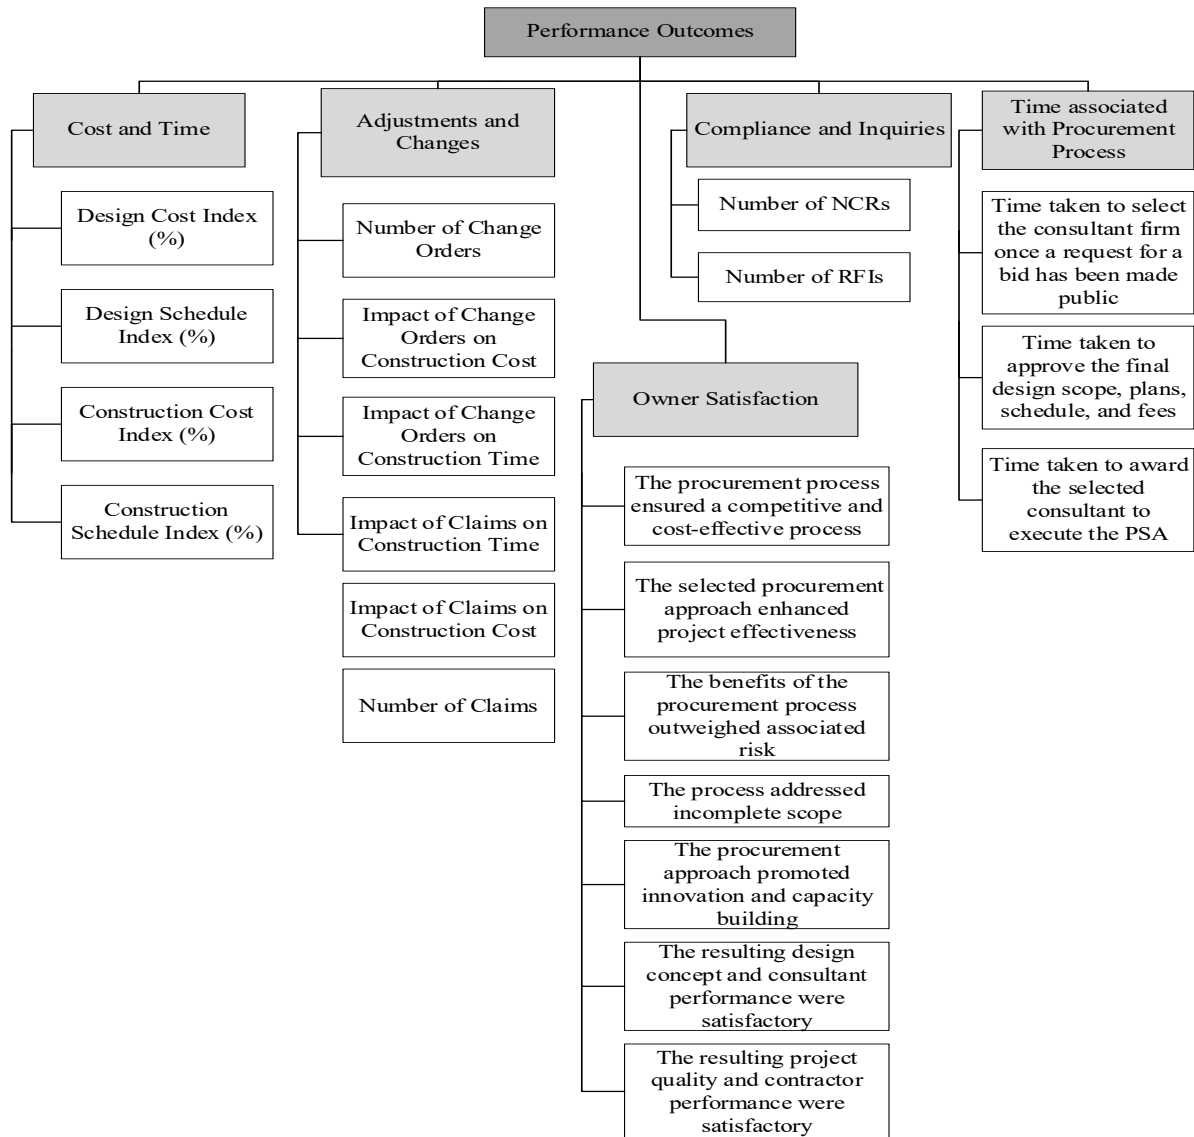 Performance Outcomes
Cost and Time
Design Cost Index
(%)
Design Schedule
Index (%)
Construction Cost
Index (%)
Construction
Schedule Index (%)
Adjustments and
Changes
Number of Change
Orders
Impact of Change
Orders on
Construction Cost
Impact of Change
Orders on
Construction Time
Impact of Claims on
Construction Time
Impact of Claims on
Construction Cost
Number of Claims
Compliance and Inquiries
Number of NCRs
Number of RFIs
Owner Satisfaction
The procurement process
ensured a competitive and
cost-effective process
The selected procurement
approach enhanced
project effectiveness
The benefits of the
procurement process
outweighed associated
risk
The process addressed
incomplete scope
The procurement
approach promoted
innovation and capacity
building
The resulting design
concept and consultant
performance were
satisfactory
The resulting project
quality and contractor
performance were
satisfactory
Time associated
with Procurement
Process
Time taken to select
the consultant firm
once a request for a
bid has been made
public
Time taken to
approve the final
design scope, plans,
schedule, and fees
Time taken to award
the selected
consultant to
execute the PSA